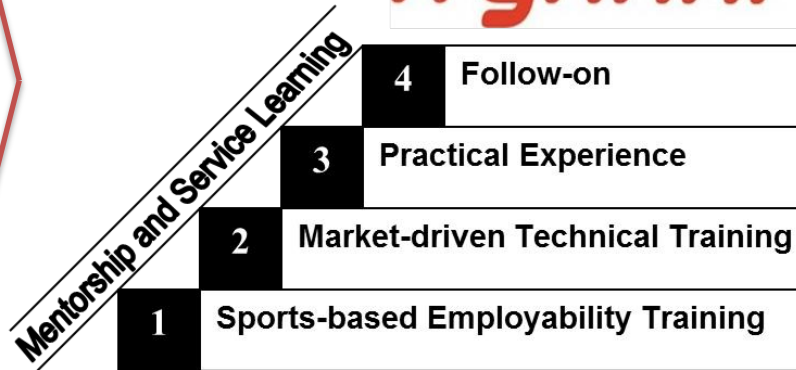 4 Follow-on
3 Practical Experience
2 Market-driven Technical Training
1 Sports-based Employability Training
Mentorship and Service Learning